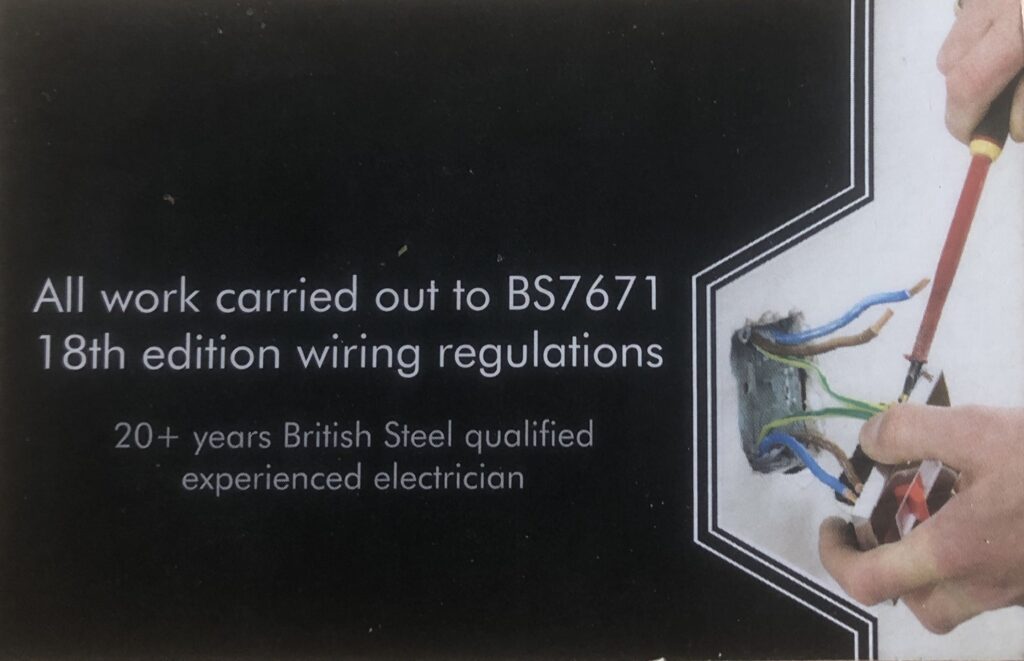 All work carried out to BS7671
18th edition wiring regulations
20+ years British Steel qualified
experienced electrician